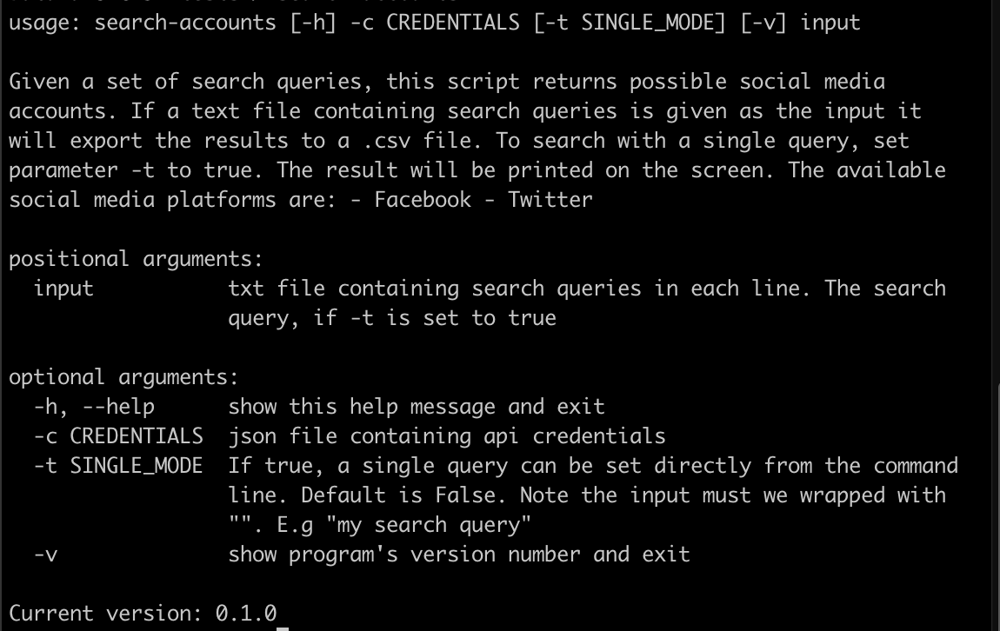 usage: search-accounts [-h] -c CREDENTIALS [-t SINGLE_MODE] [-v] input
Given a set of search queries, this script returns possible social media
accounts. If a text file containing search queries is given as the input it
will export the results to a .csv file. To search with a single query, set
parameter -t to true. The result will be printed on the screen. The available
social media platforms are: - Facebook - Twitter
positional arguments:
input txt file containing search queries in each line. The search
query, if -t is set to true
optional arguments:
-h, --help show this help message and exit
-c CREDENTIALS json file containing api credentials
-t SINGLE_MODE If true, a single query can be set directly from the command
line. Default is False. Note the input must we wrapped with
"". E.g "my search query"
-v show program's version number and exit
Current version: 0.1.0